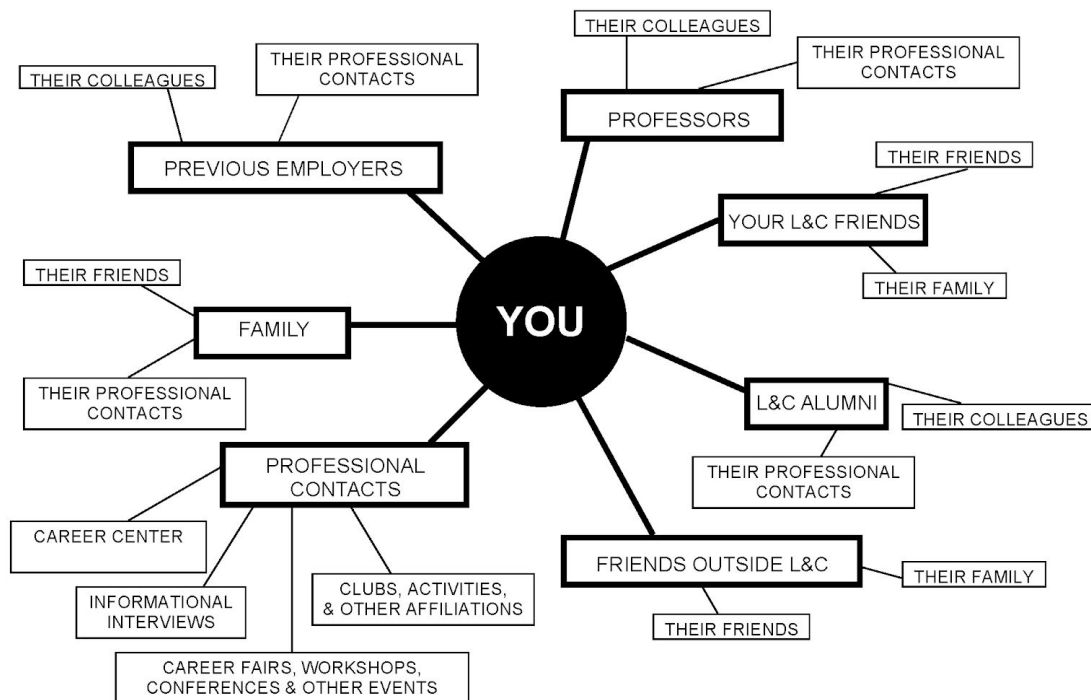 THEIR COLLEAGUES
THEIR PROFESSIONAL
CONTACTS
PREVIOUS EMPLOYERS
THEIR COLLEAGUES
THEIR PROFESSIONAL
CONTACTS
PROFESSORS
THEIR FRIENDS
YOUR L&C FRIENDS
THEIR FAMILY
YOU
THEIR FRIENDS
FAMILY
THEIR PROFESSIONAL
CONTACTS
L&C ALUMNI
THEIR COLLEAGUES
THEIR PROFESSIONAL
CONTACTS
PROFESSIONAL
CONTACTS
CAREER CENTER
INFORMATIONAL
INTERVIEWS
CLUBS, ACTIVITIES,
& OTHER AFFILIATIONS
CAREER FAIRS, WORKSHOPS,
CONFERENCES & OTHER EVENTS
FRIENDS OUTSIDE L&C
THEIR FAMILY
THEIR FRIENDS